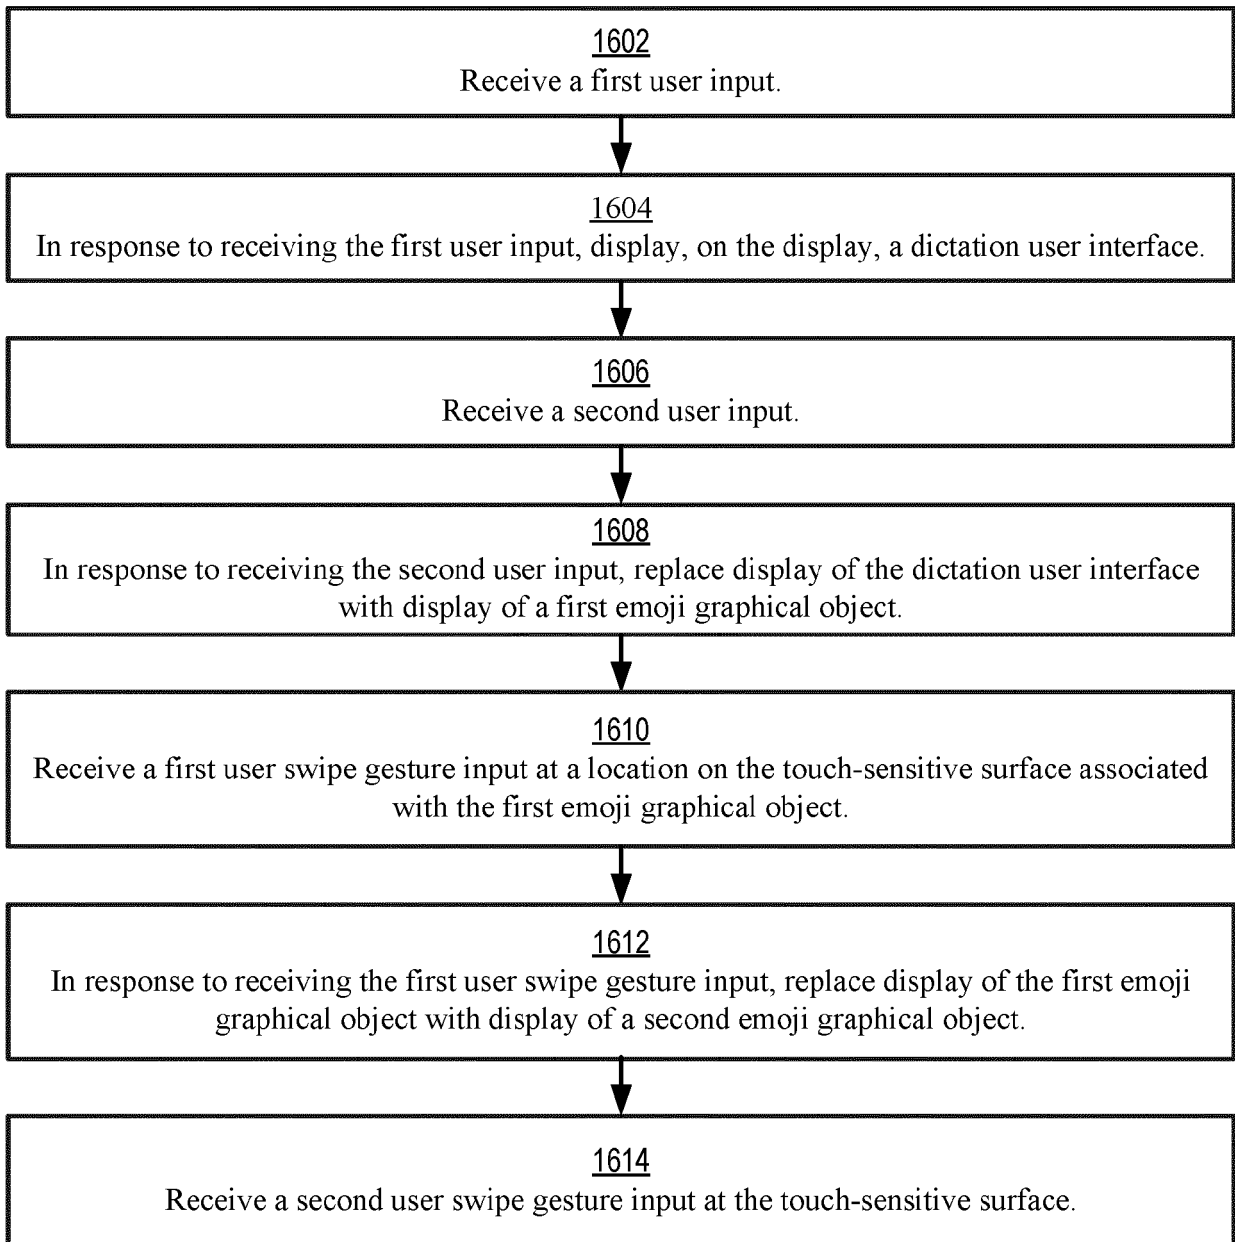 1602
Receive a first user input.
1604
In response to receiving the first user input, display, on the display, a dictation user interface.
1606
Receive a second user input.
1608
In response to receiving the second user input, replace display of the dictation user interface
with display of a first emoji graphical object.
1610
Receive a first user swipe gesture input at a location on the touch-sensitive surface associated
with the first emoji graphical object.
1612
In response to receiving the first user swipe gesture input, replace display of the first emoji
graphical object with display of a second emoji graphical object.
1614
Receive a second user swipe gesture input at the touch-sensitive surface.